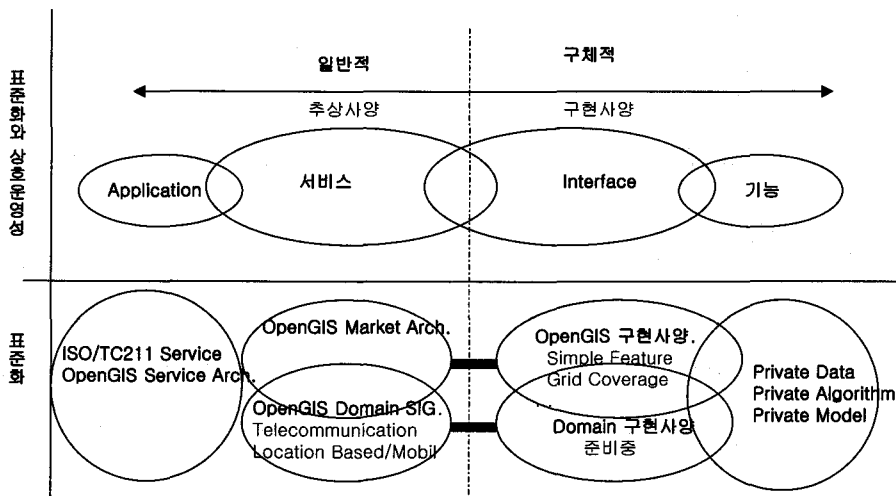 표준화와 상호운영성
일반적
구체적
추상사양
구현사양
Application
서비스
Interface
기능
표준화
ISO/TC211 Service
OpenGIS Service Arch.
OpenGIS Market Arch.
OpenGIS Domain SIG.
Telecommunication
Location Based/Mobil
OpenGIS 구현사양.
Simple Feature
Grid Coverage
Domain 구현사양
준비중
Private Data
Private Algorithm
Private Model